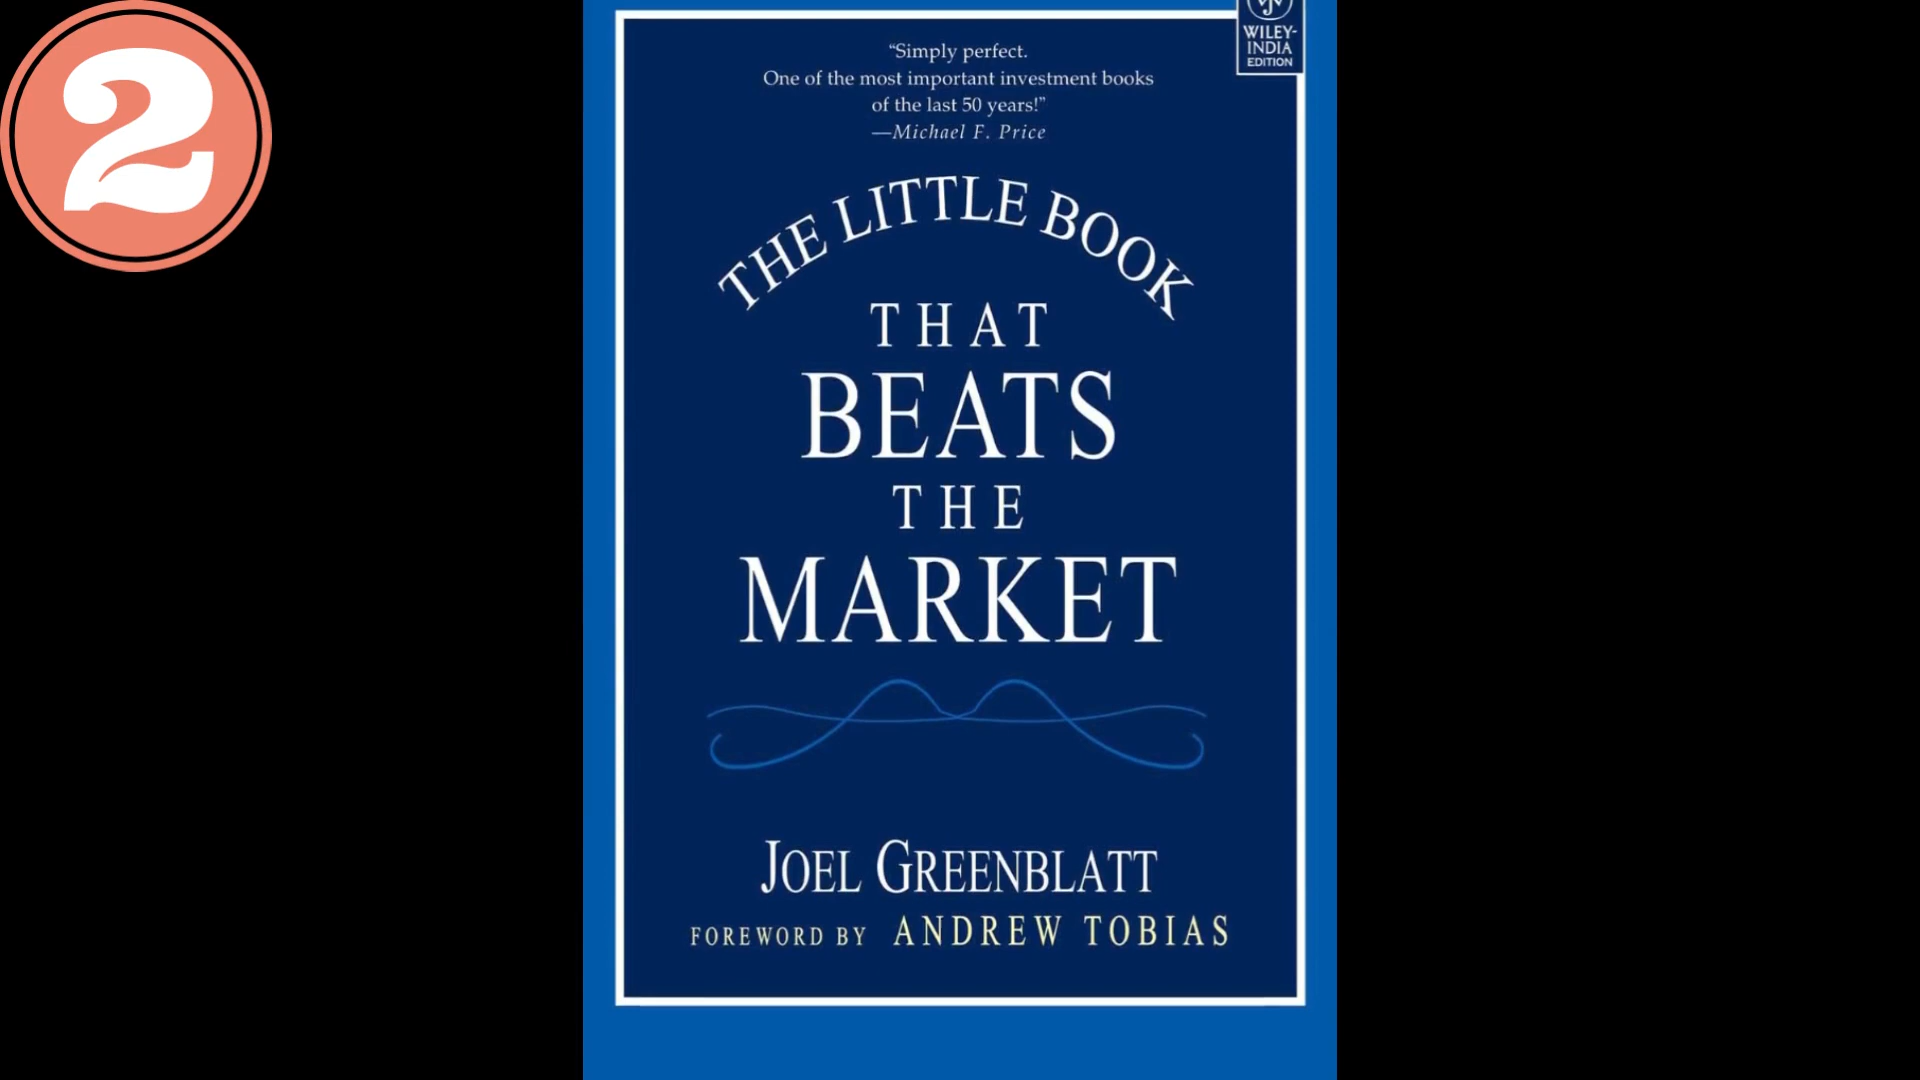 2
WILEY-
INDIA
EDITION
“Simply perfect.
One of the most important investment books
of the last 50 years!”
—Michael F. Price
THE LITTLE BOOK
THAT
BEATS
THE
MARKET
JOEL GREENBLATT
FOREWORD BY ANDREW TOBIAS